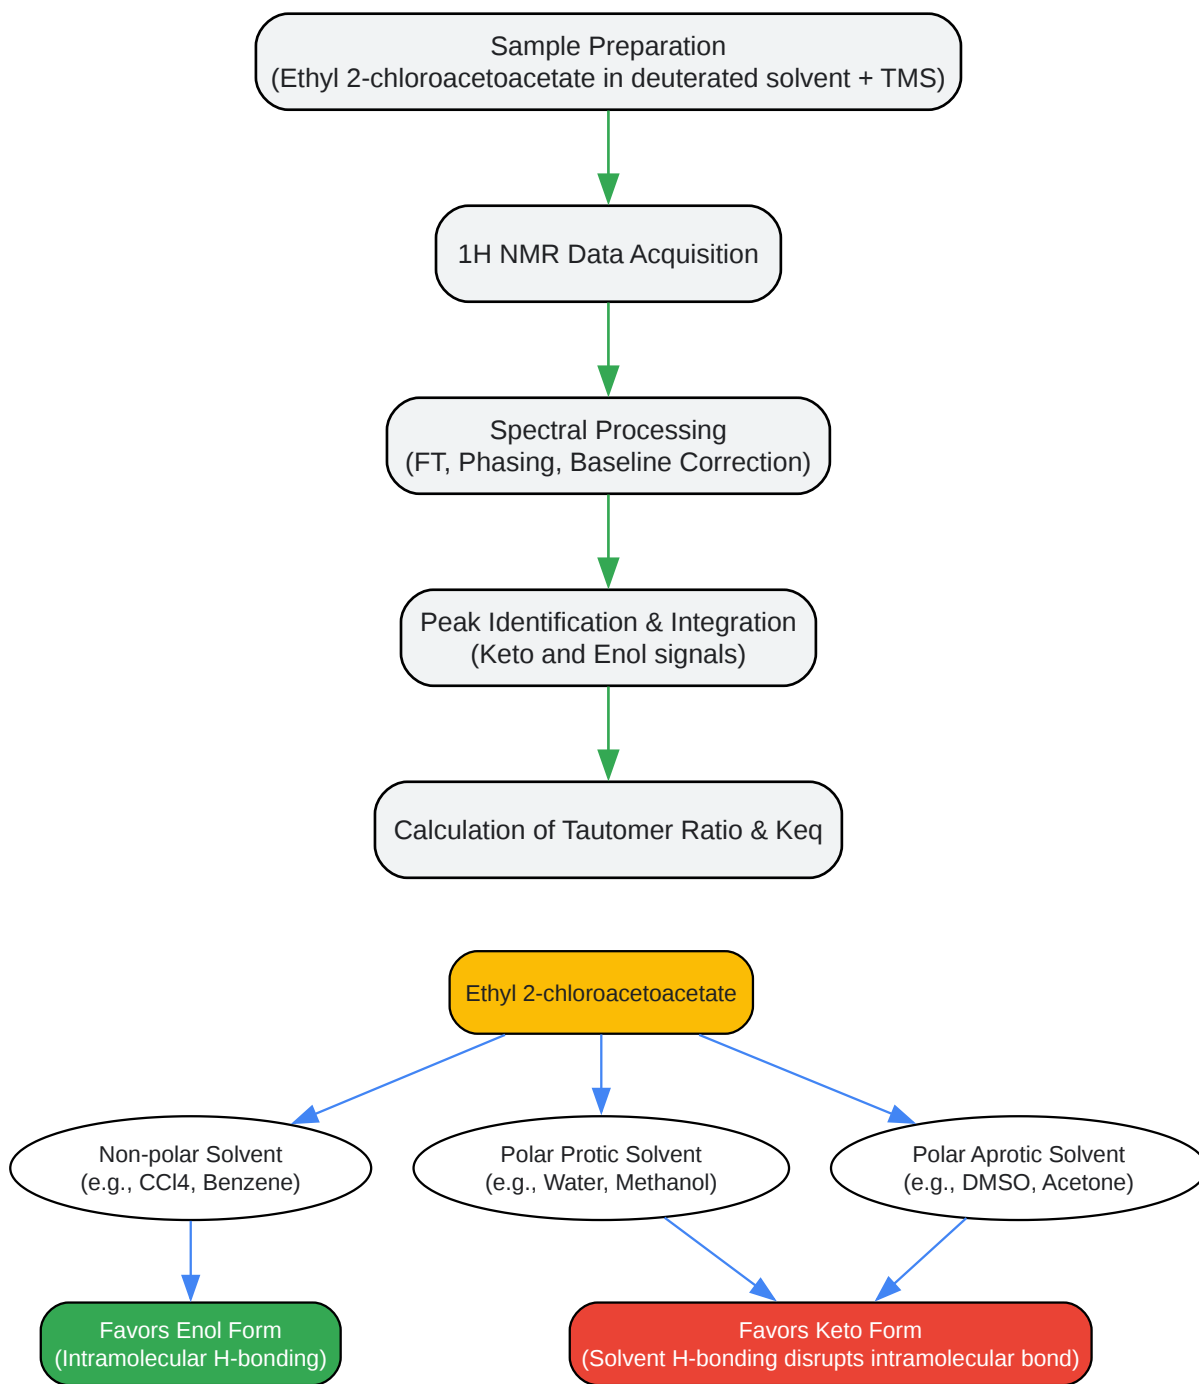 Sample Preparation
(Ethyl 2-chloroacetoacetate in deuterated solvent + TMS)
1H NMR Data Acquisition
Spectral Processing
(FT, Phasing, Baseline Correction)
Peak Identification & Integration
(Keto and Enol signals)
Calculation of Tautomer Ratio & Keq
Ethyl 2-chloroacetoacetate
Non-polar Solvent
(e.g., CCl4, Benzene)
Polar Protic Solvent
(e.g., Water, Methanol)
Polar Aprotic Solvent
(e.g., DMSO, Acetone)
Favors Enol Form
(Intramolecular H-bonding)
Favors Keto Form
(Solvent H-bonding disrupts intramolecular bond)